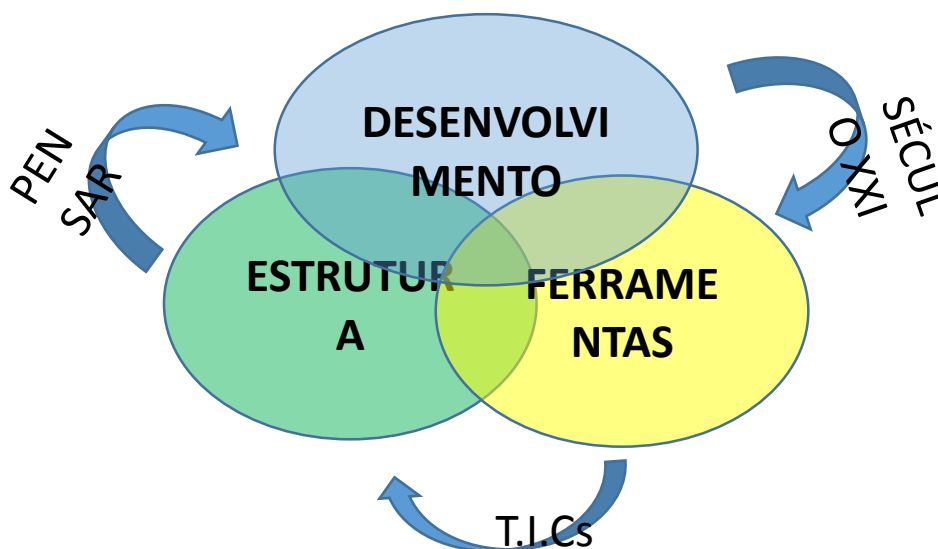 DESENVOLVI
MENTO
PEN
SAR
SÉCUL
O XXI
ESTRUTUR
A
FERRAME
NTAS
T.I.Cs